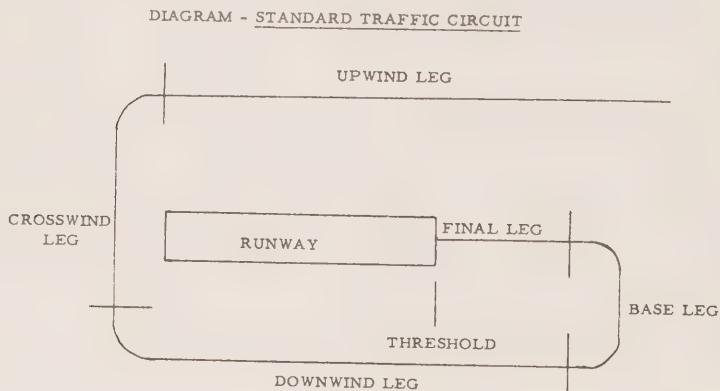 DIAGRAM - STANDARD TRAFFIC CIRCUIT
UPWIND LEG
CROSSWIND
LEG
FINAL LEG
RUNWAY
BASE LEG
THRESHOLD
DOWNWIND LEG